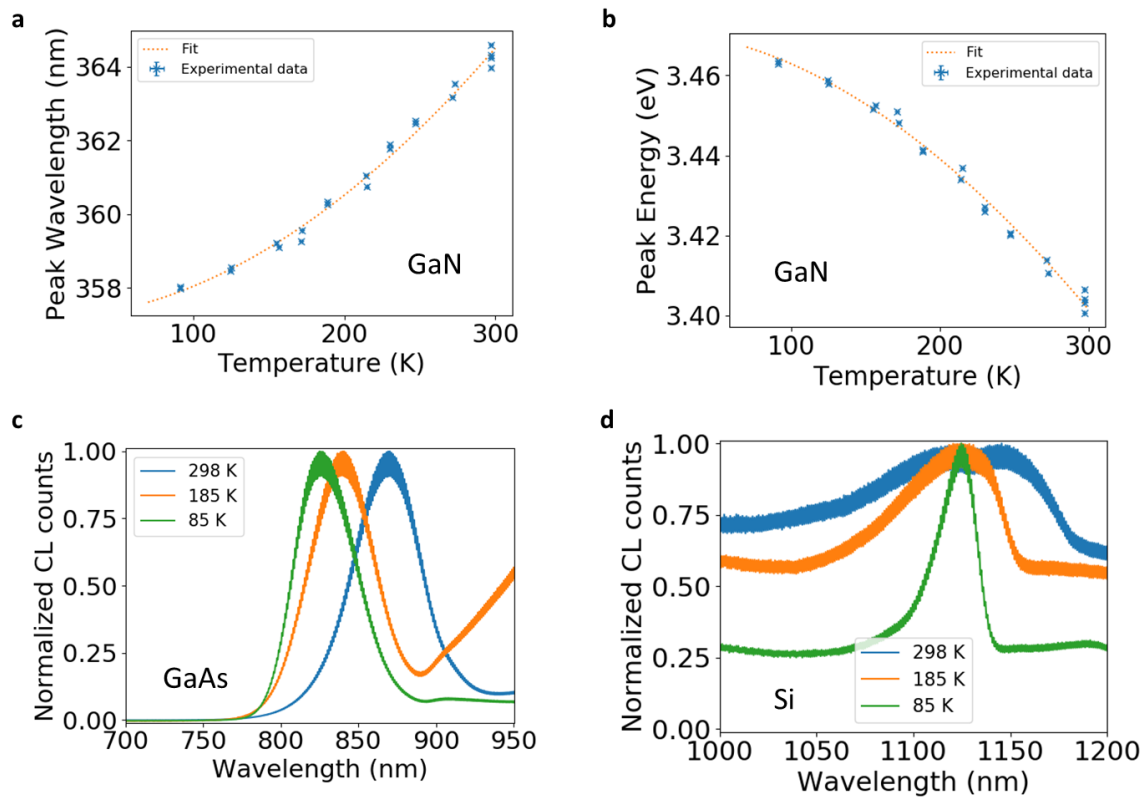 a
Peak Wavelength (nm)
364
362
360
358
Fit
Experimental data
GaN
100
200
300
Temperature (K)
b
Peak Energy (eV)
3.46
3.44
3.42
3.40
Fit
Experimental data
GaN
100
200
300
Temperature (K)
c
Normalized CL counts
1.00
0.75
0.50
0.25
0.00
298 K
185 K
85 K
GaAs
700
800
850
900
950
Wavelength (nm)
d
Normalized CL counts
1.00
0.75
0.50
0.25
0.00
298 K
185 K
85 K
Si
1000
1050
1100
1150
1200
Wavelength (nm)